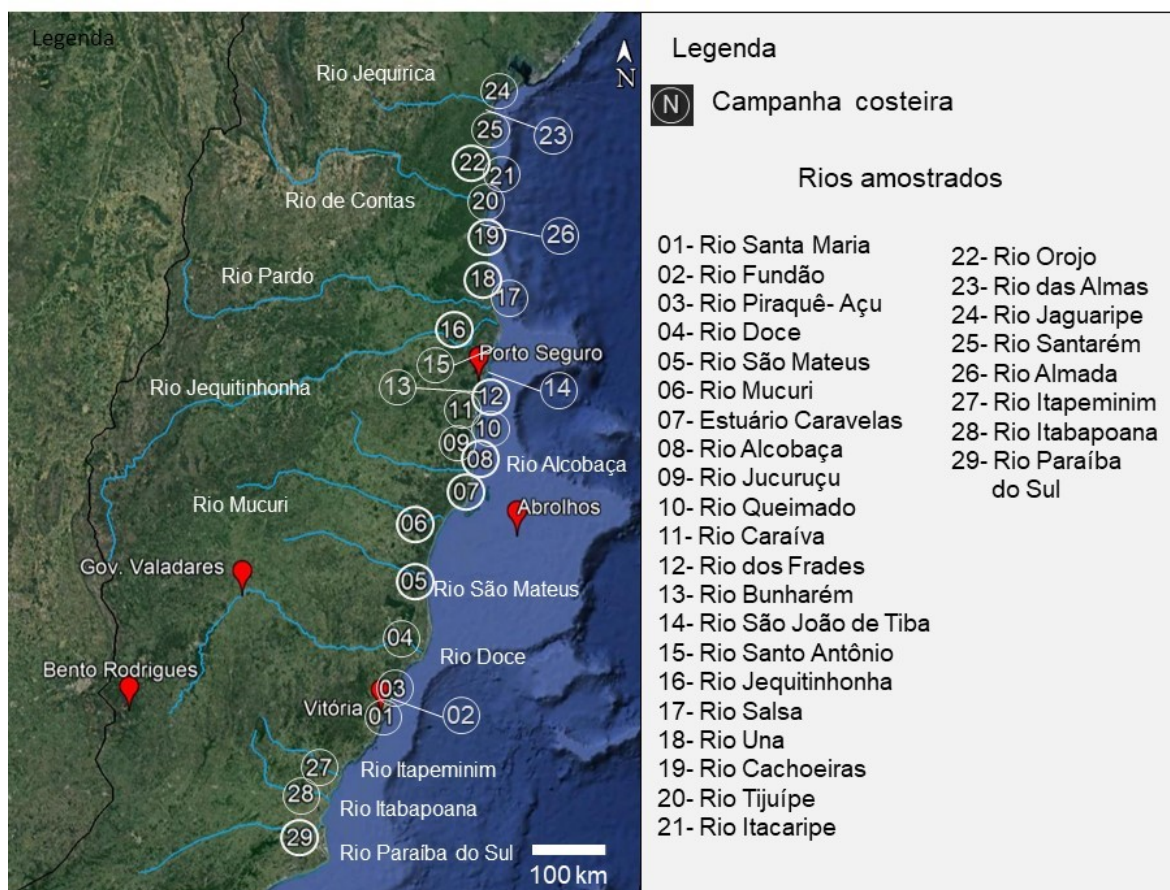 Legenda
N
Rio Jequirica
24
25
23
22
21
Rio de Contas
20
19
26
Rio Pardo
18
17
16
15
Porto Seguro
Rio Jequitinhonha
13
14
12
11
10
09
08
Rio Alcobaça
07
Rio Mucuri
Abrolhos
06
Gov. Valadares
05
Rio São Mateus
04
Rio Doce
Bento Rodrigues
03
Vitória
01
02
27
Rio Itapeminim
28
Rio Itabapoana
29
Rio Paraíba do Sul
100 km
Legenda
N Campanha costeira
Rios amostrados
01- Rio Santa Maria
02- Rio Fundão
03- Rio Piraquê- Açu
04- Rio Doce
05- Rio São Mateus
06- Rio Mucuri
07- Estuário Caravelas
08- Rio Alcobaça
09- Rio Jucuruçu
10- Rio Queimado
11- Rio Caraíva
12- Rio dos Frades
13- Rio Bunharém
14- Rio São João de Tiba
15- Rio Santo Antônio
16- Rio Jequitinhonha
17- Rio Salsa
18- Rio Una
19- Rio Cachoeiras
20- Rio Tijuípe
21- Rio Itacaripe
22- Rio Orojo
23- Rio das Almas
24- Rio Jaguaripe
25- Rio Santarém
26- Rio Almada
27- Rio Itapeminim
28- Rio Itabapoana
29- Rio Paraíba
do Sul